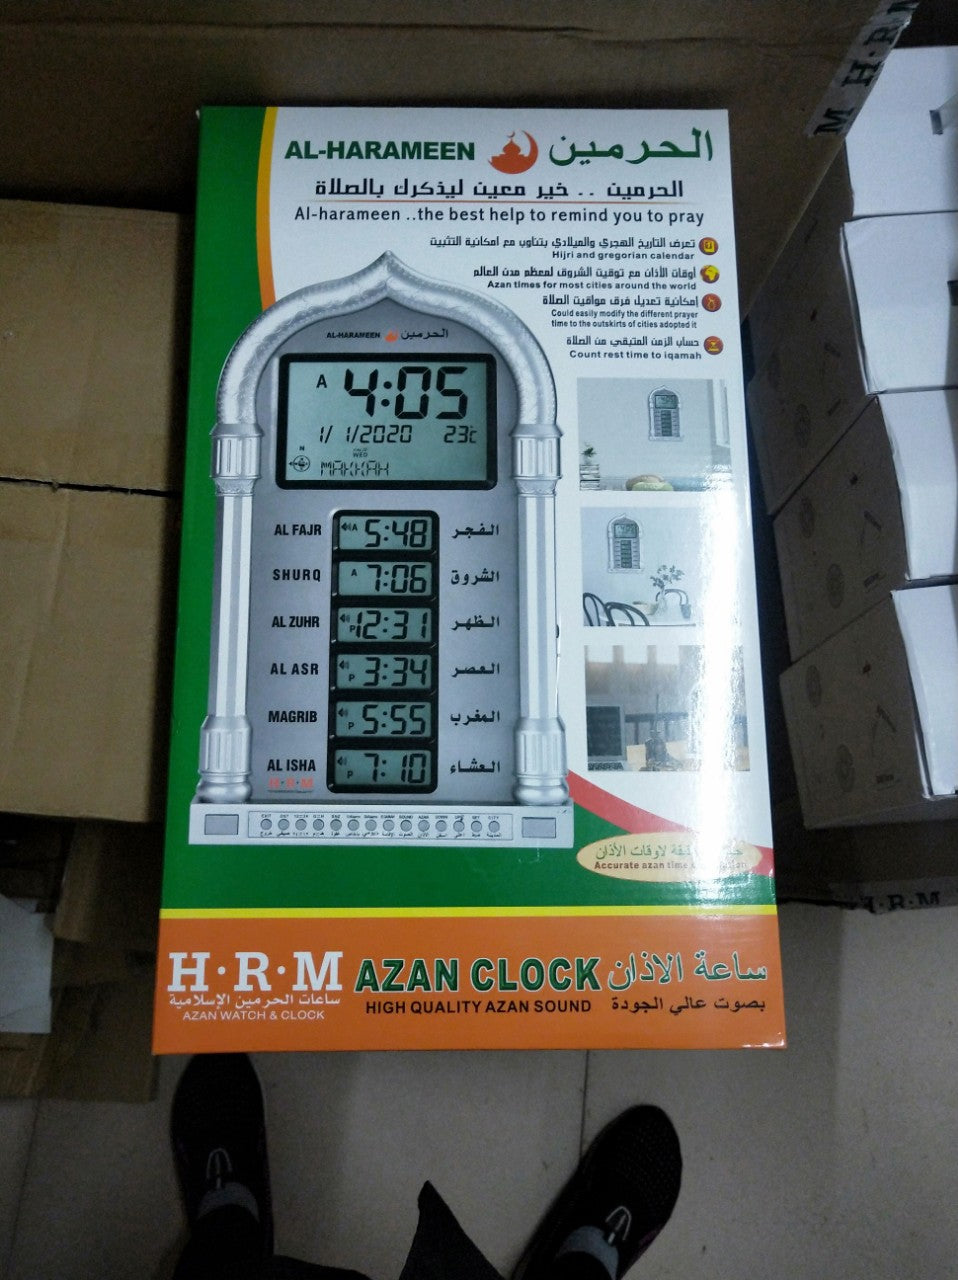 H·R·M
AL-HARAMEEN الحرمين
الحرمين .. خير معين ليذكرك بالصلاة
Al-harameen ..the best help to remind you to pray
تعرض التاريخ الهجري والميلادي بتناوب مع امكانية التثبيت
Hijri and gregorian calendar
أوقات الأذان مع توقيت الشروق لمعظم مدن العالم
Azan times for most cities around the world
إمكانية تعديل فرق مواقيت الصلاة
Could easily modify the different prayer
time to the outskirts of cities adopted it
حساب الزمن المتبقي من الصلاة
Count rest time to iqamah
AL-HARAMEEN الحرمين
A 4:05
1/ 1/2020 23c
WED
N
MAKKAH
AL FAJR A 5:48 الفجر
SHURQ A 7:06 الشروق
AL ZUHR P 12:31 الظهر
AL ASR P 3:34 العصر
MAGRIB P 5:55 المغرب
AL ISHA P 7:10 العشاء
H·R·M
لاوقات الأذان
Accurate azan time
H·R·M AZAN CLOCK ساعة الاذان
ساعات الحرمين الإسلامية
AZAN WATCH & CLOCK
HIGH QUALITY AZAN SOUND بصوت عالي الجودة
H·R·M